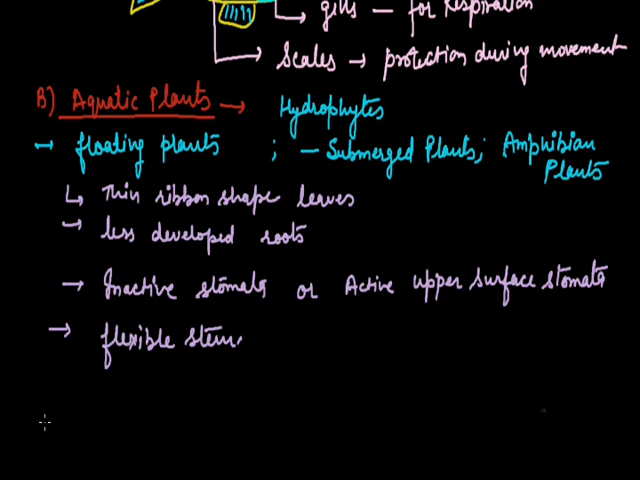 gills — for Respiration
Scales → protection during movement
B) Aquatic Plants → Hydrophytes
→ floating plants ; — Submerged Plants; Amphibian Plants
↳ Thin ribbon shape leaves
→ less developed roots
→ Inactive stomata or Active upper surface stomata
→ flexible stem